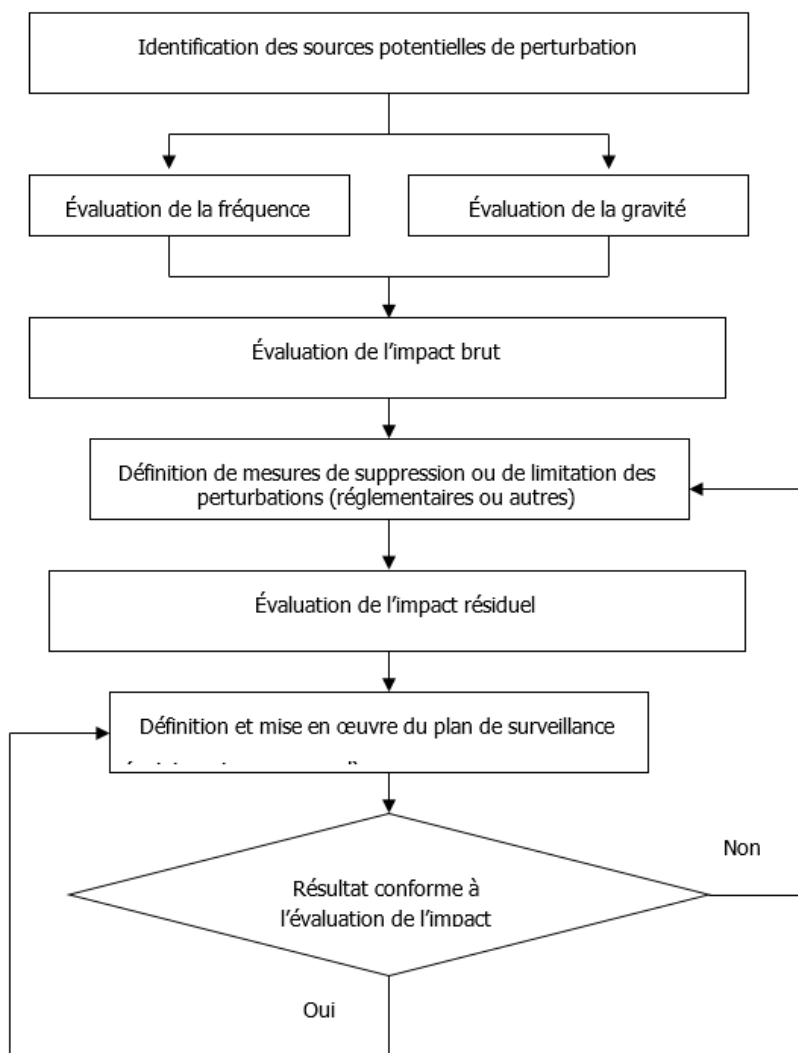 Identification des sources potentielles de perturbation
Évaluation de la fréquence
Évaluation de la gravité
Évaluation de l’impact brut
Définition de mesures de suppression ou de limitation des
perturbations (réglementaires ou autres)
Évaluation de l’impact résiduel
Définition et mise en œuvre du plan de surveillance
Non
Résultat conforme à
l’évaluation de l’impact
Oui